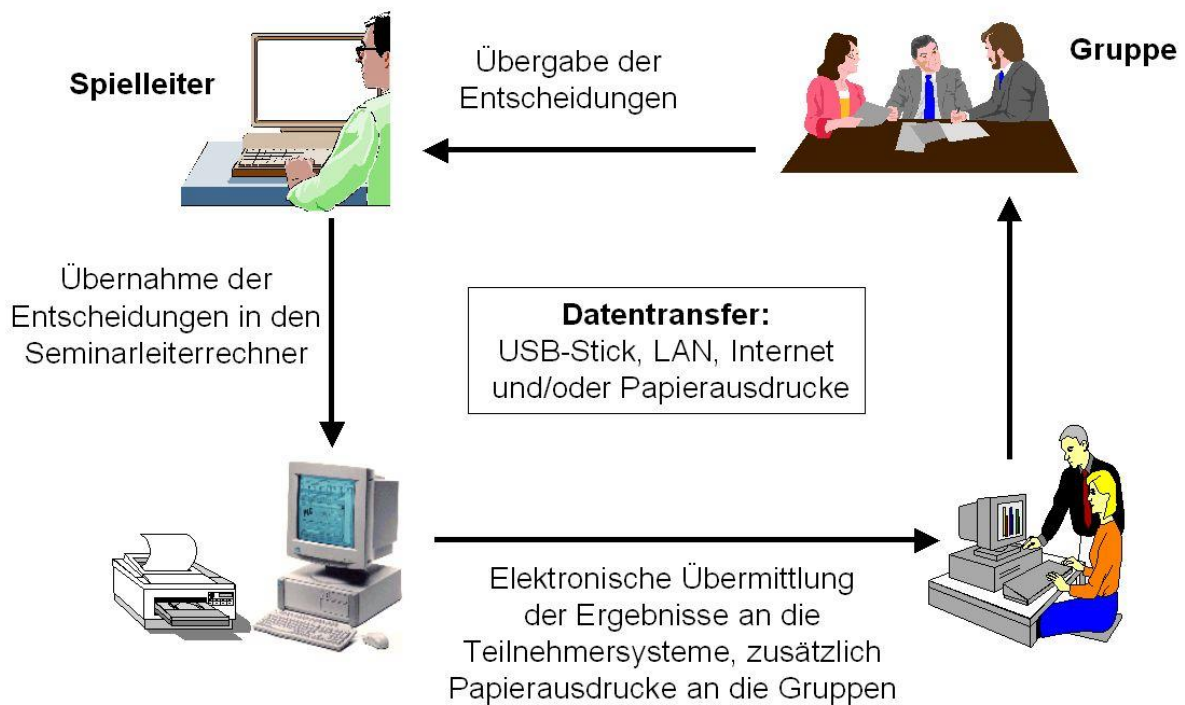 Spielleiter
Übergabe der
Entscheidungen
Gruppe
Übernahme der
Entscheidungen in den
Seminarleiterrechner
Datentransfer:
USB-Stick, LAN, Internet
und/oder Papierausdrucke
Elektronische Übermittlung
der Ergebnisse an die
Teilnehmersysteme, zusätzlich
Papierausdrucke an die Gruppen